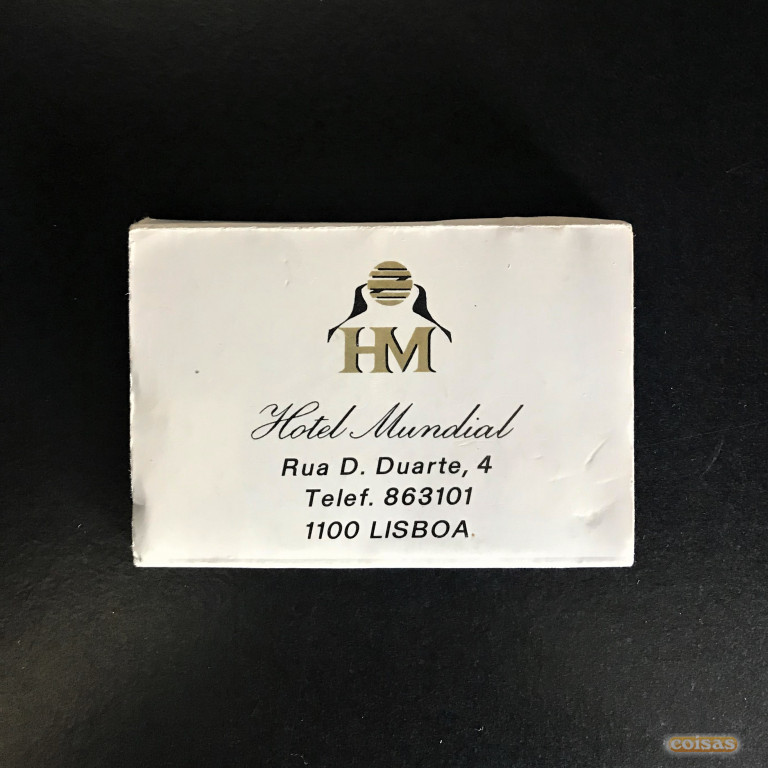 HM
Hotel Mundial
Rua D. Duarte, 4
Telef. 863101
1100 LISBOA
coisas